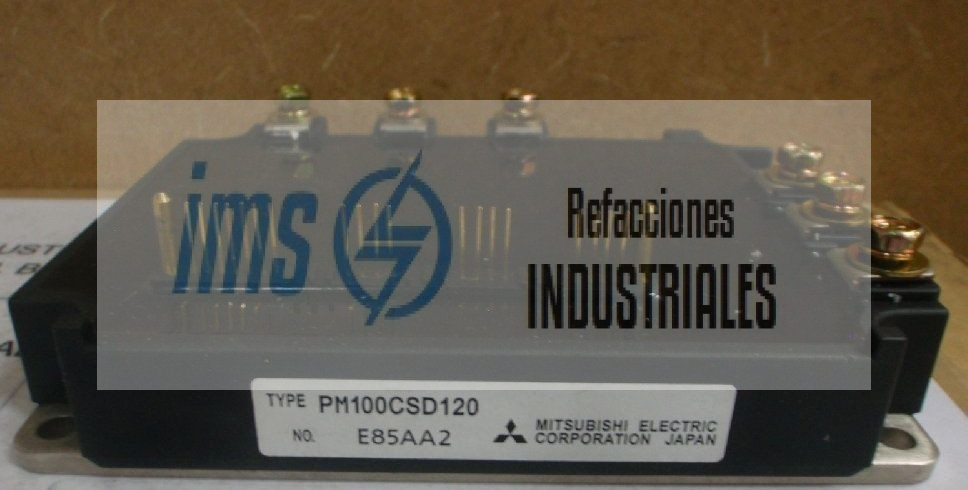 ims
Refacciones
INDUSTRIALES
TYPE PM100CSD120
NO. E85AA2
MITSUBISHI ELECTRIC
CORPORATION JAPAN